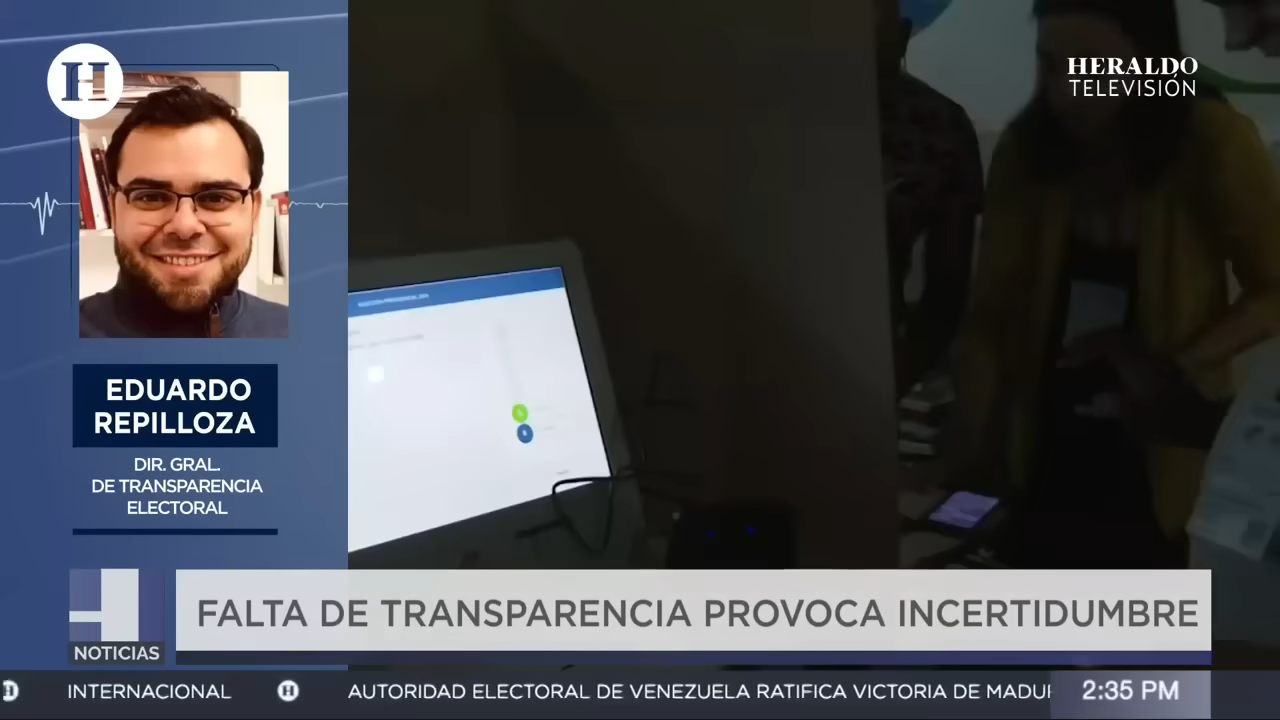 H
HERALDO
TELEVISIÓN
EDUARDO
REPILLOZA
DIR. GRAL.
DE TRANSPARENCIA
ELECTORAL
FALTA DE TRANSPARENCIA PROVOCA INCERTIDUMBRE
NOTICIAS
INTERNACIONAL
AUTORIDAD ELECTORAL DE VENEZUELA RATIFICA VICTORIA DE MADU
2:35 PM